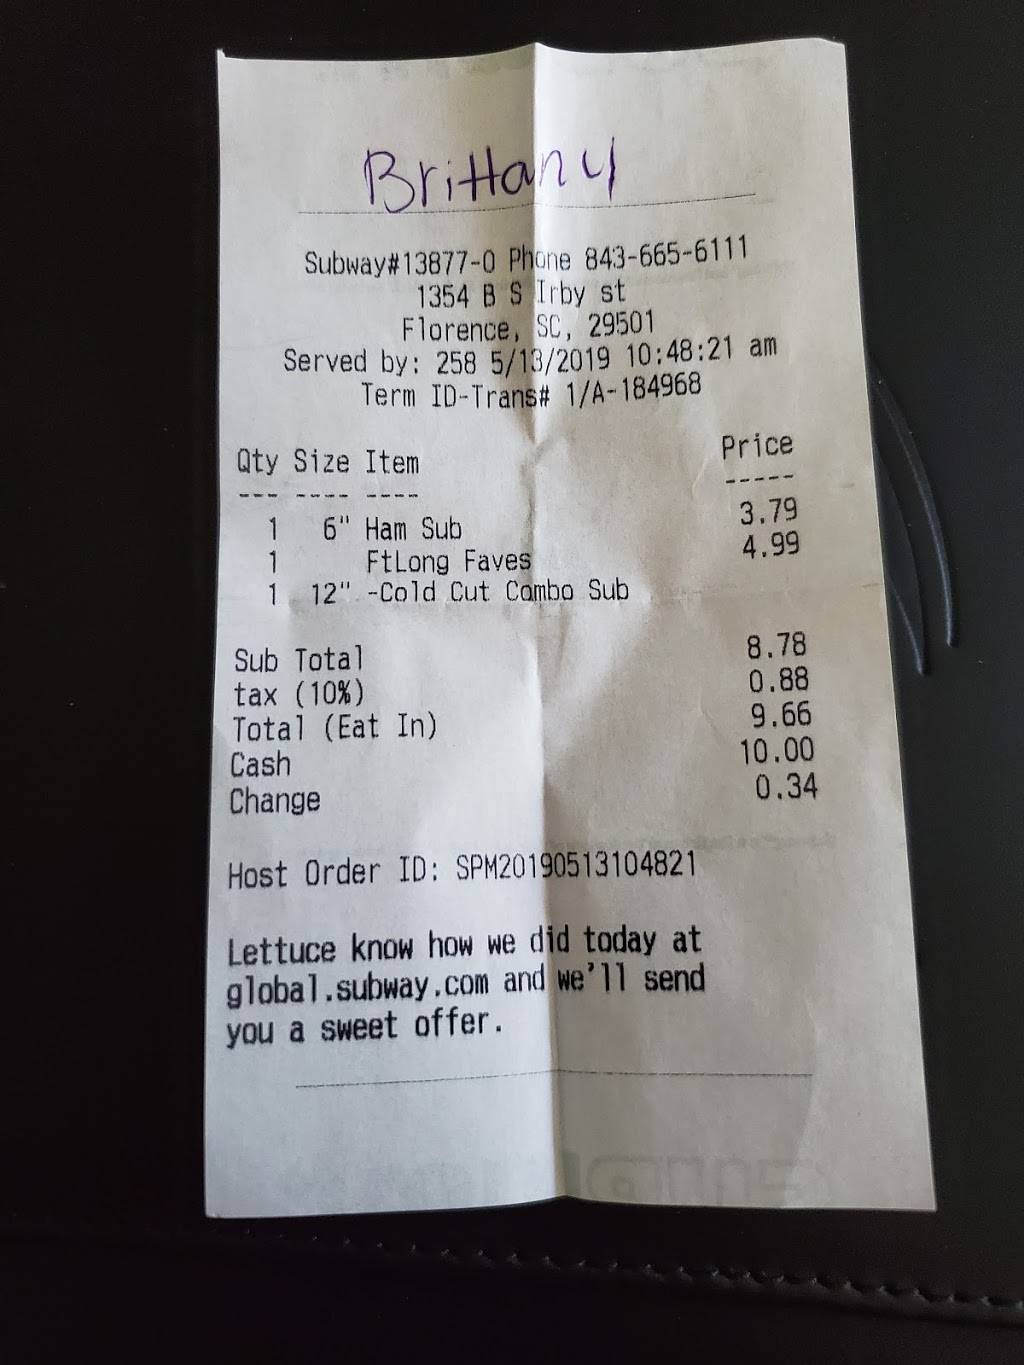 Brittany
Subway#13877-0 Phone 843-665-6111
1354 B S Irby st
Florence, SC, 29501
Served by: 258 5/13/2019 10:48:21 am
Term ID-Trans# 1/A-184968
Qty Size Item Price
--- ---- ---- -----
1 6" Ham Sub 3.79
1 FtLong Faves 4.99
1 12" -Cold Cut Combo Sub
Sub Total 8.78
tax (10%) 0.88
Total (Eat In) 9.66
Cash 10.00
Change 0.34
Host Order ID: SPM20190513104821
Lettuce know how we did today at
global.subway.com and we'll send
you a sweet offer.